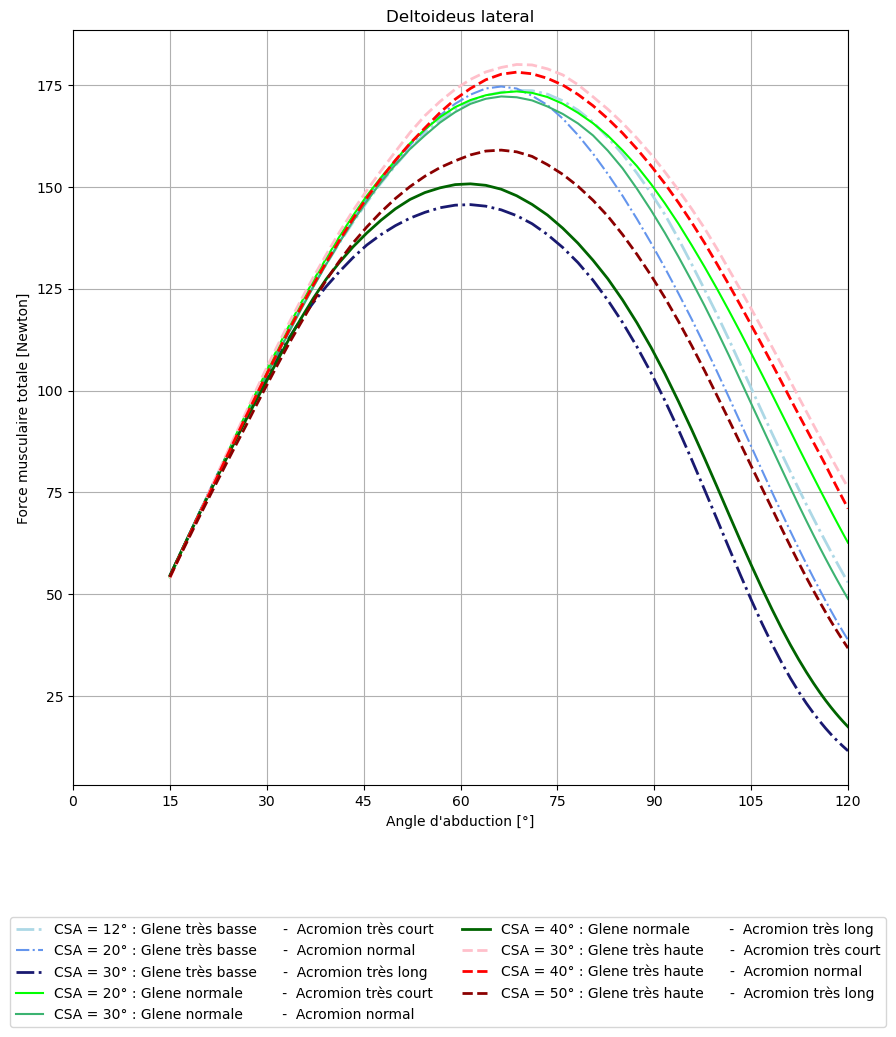 Deltoideus lateral
Force musculaire totale [Newton]
175
150
125
100
75
50
25
0 15 30 45 60 75 90 105 120
Angle d'abduction [°]
CSA = 12° : Glene très basse - Acromion très court
CSA = 20° : Glene très basse - Acromion normal
CSA = 30° : Glene très basse - Acromion très long
CSA = 20° : Glene normale - Acromion très court
CSA = 30° : Glene normale - Acromion normal
CSA = 40° : Glene normale - Acromion très long
CSA = 30° : Glene très haute - Acromion très court
CSA = 40° : Glene très haute - Acromion normal
CSA = 50° : Glene très haute - Acromion très long